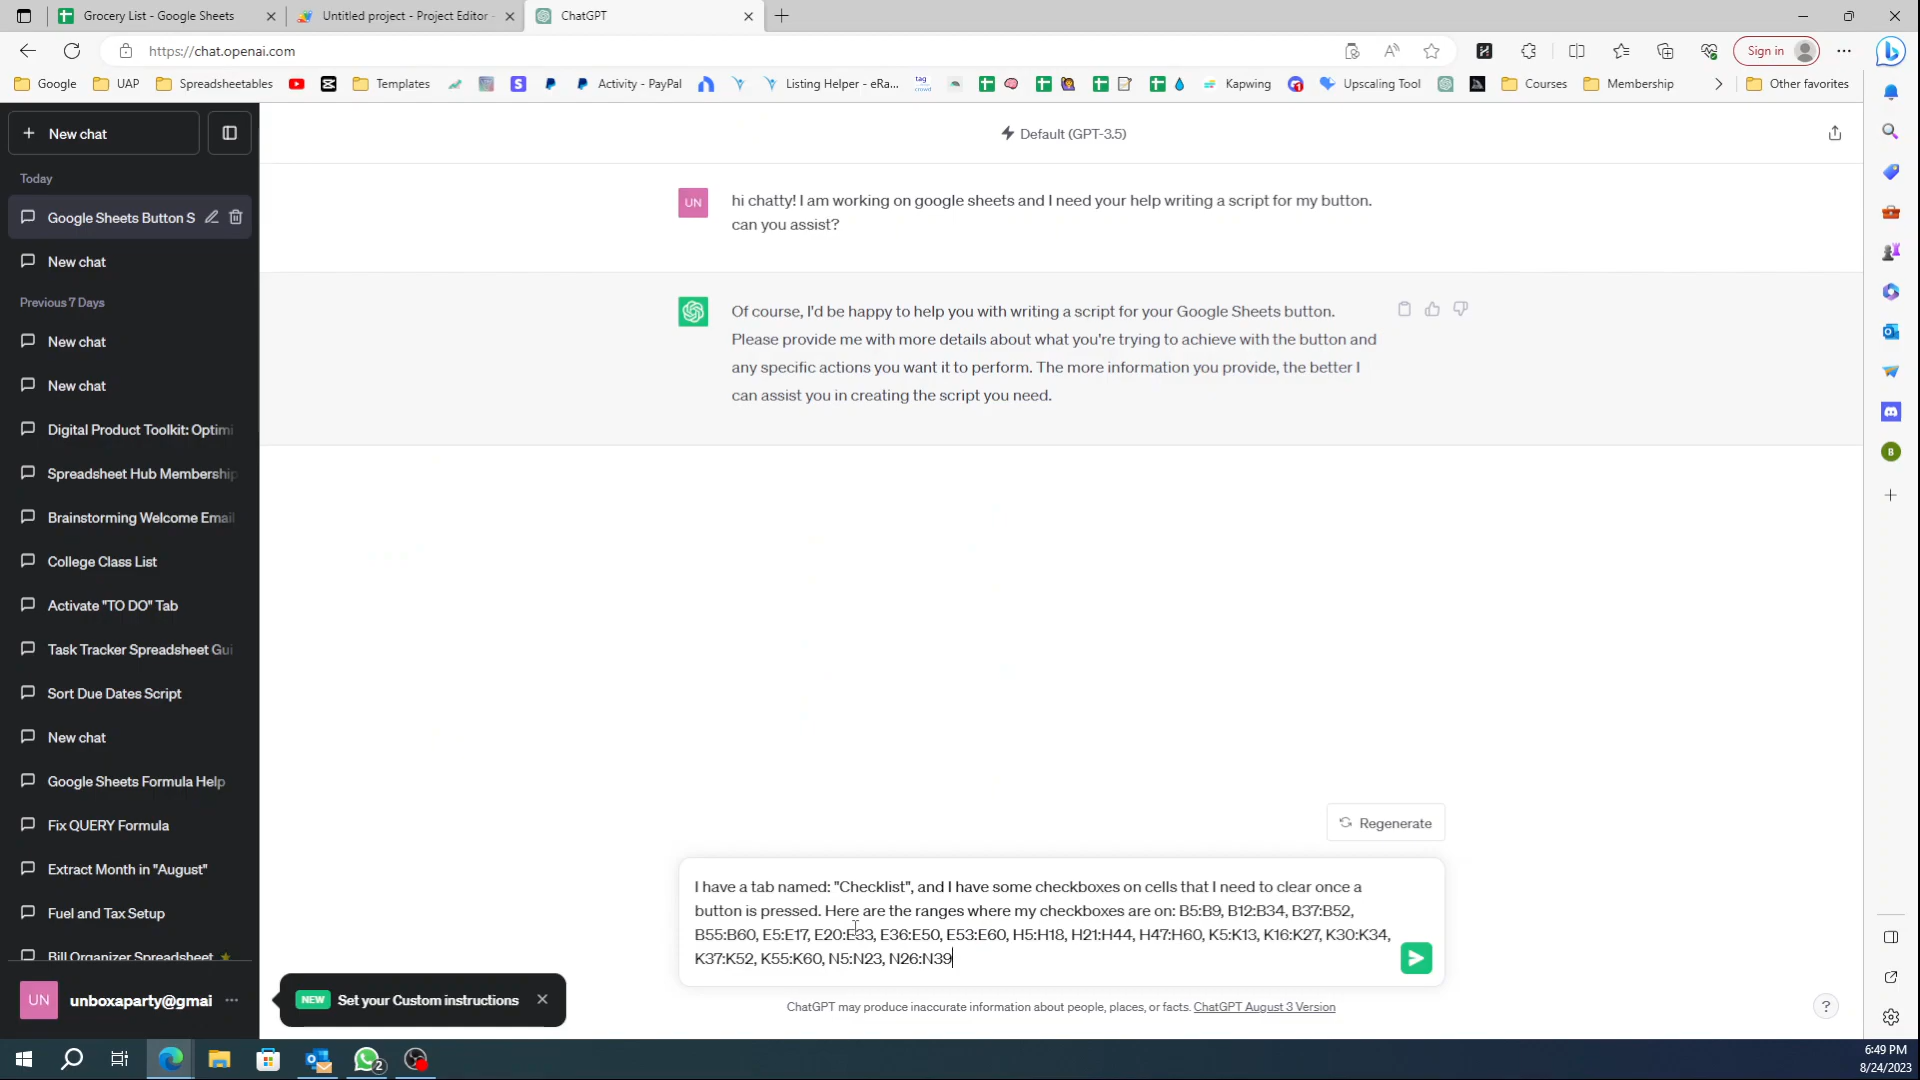 Grocery List - Google Sheets
Untitled project - Project Editor -
ChatGPT
https://chat.openai.com
Sign in
Google
UAP
Spreadsheetables
Templates
Activity - PayPal
Listing Helper - eRa...
tag
crowd
Kapwing
Upscaling Tool
Courses
Membership
Other favorites
New chat
Default (GPT-3.5)
Today
Google Sheets Button S
New chat
Previous 7 Days
New chat
New chat
Digital Product Toolkit: Optimi
Spreadsheet Hub Membership
Brainstorming Welcome Email
College Class List
Activate "TO DO" Tab
Task Tracker Spreadsheet Gui
Sort Due Dates Script
New chat
Google Sheets Formula Help
Fix QUERY Formula
Extract Month in "August"
Fuel and Tax Setup
Bill Organizer Spreadsheet
UN
unboxaparty@gmai
NEW
Set your Custom instructions
UN
hi chatty! I am working on google sheets and I need your help writing a script for my button.
can you assist?
Of course, I'd be happy to help you with writing a script for your Google Sheets button.
Please provide me with more details about what you're trying to achieve with the button and
any specific actions you want it to perform. The more information you provide, the better I
can assist you in creating the script you need.
Regenerate
I have a tab named: "Checklist", and I have some checkboxes on cells that I need to clear once a
button is pressed. Here are the ranges where my checkboxes are on: B5:B9, B12:B34, B37:B52,
B55:B60, E5:E17, E20:E33, E36:E50, E53:E60, H5:H18, H21:H44, H47:H60, K5:K13, K16:K27, K30:K34,
K37:K52, K55:K60, N5:N23, N26:N39
ChatGPT may produce inaccurate information about people, places, or facts. ChatGPT August 3 Version
?
B
2
6:49 PM
8/24/2023